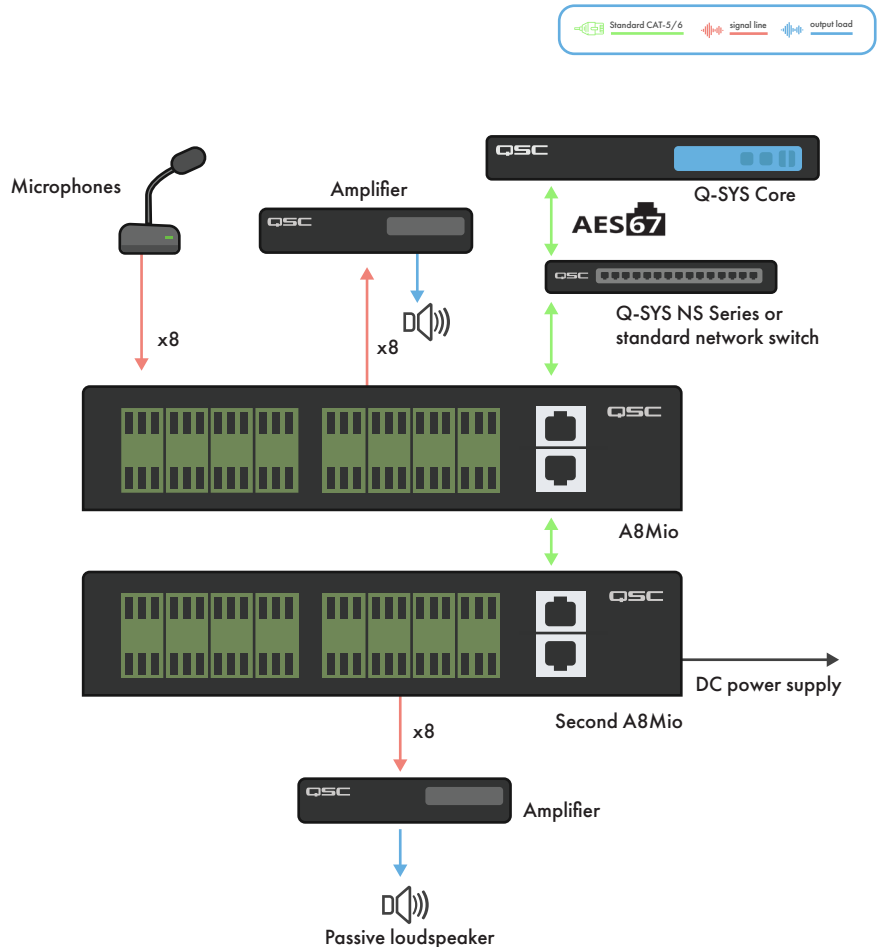 Standard CAT-5/6
signal line
output load
QSC
Q-SYS Core
Microphones
Amplifier
QSC
AES67
QSC
Q-SYS NS Series or
standard network switch
x8
x8
QSC
A8Mio
QSC
DC power supply
Second A8Mio
x8
QSC
Amplifier
Passive loudspeaker